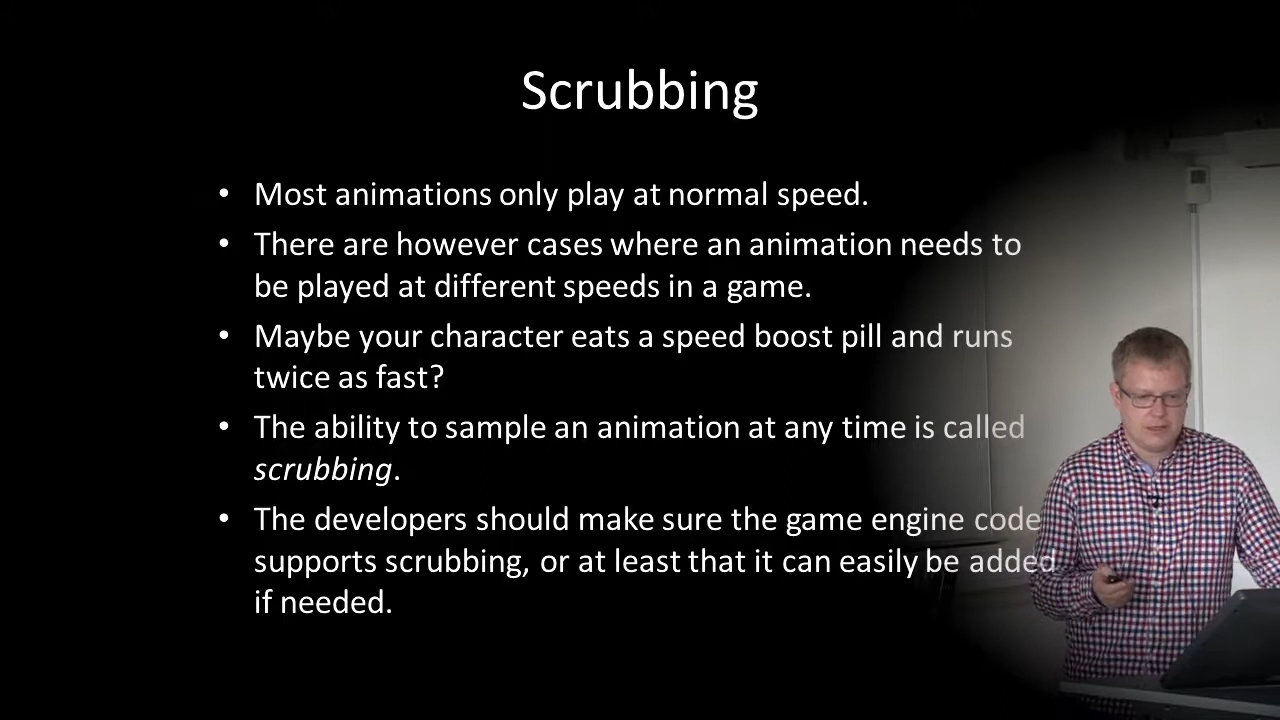 Scrubbing
• Most animations only play at normal speed.
• There are however cases where an animation needs to
be played at different speeds in a game.
• Maybe your character eats a speed boost pill and runs
twice as fast?
• The ability to sample an animation at any time is called
scrubbing.
• The developers should make sure the game engine code
supports scrubbing, or at least that it can easily be added
if needed.